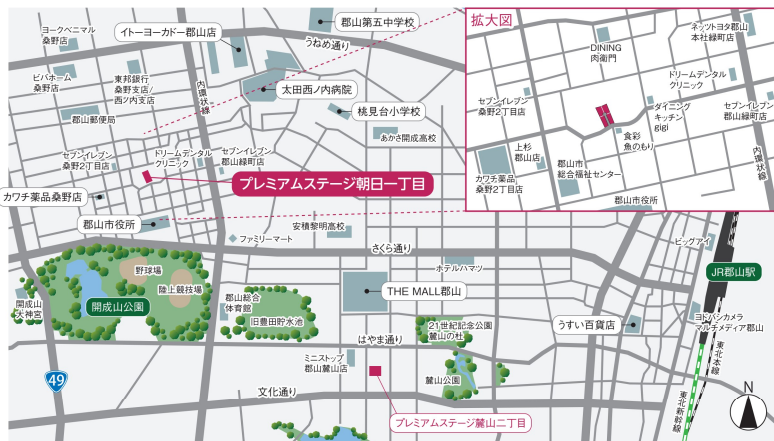 ヨークベニマル
桑野店
イトーヨーカドー郡山店
郡山第五中学校
うねめ通り
ビバホーム
桑野店
東邦銀行
桑野支店/
西ノ内支店
内環状線
太田西ノ内病院
郡山郵便局
桃見台小学校
あかさ開成高校
セブンイレブン
桑野2丁目店
ドリームデンタル
クリニック
セブンイレブン
郡山緑町店
プレミアムステージ朝日一丁目
カワチ薬品桑野店
郡山市役所
ファミリーマート
安積黎明高校
さくら通り
ホテルハマツ
ビッグアイ
JR郡山駅
野球場
陸上競技場
開成山公園
開成山
大神宮
郡山総合
体育館
旧豊田貯水池
THE MALL郡山
21世紀記念公園
麓山の杜
うすい百貨店
ヨドバシカメラ
マルチメディア郡山
はやま通り
ミニストップ
郡山麓山店
麓山公園
東北本線
東北新幹線
49
文化通り
プレミアムステージ麓山二丁目
N
拡大図
ネッツトヨタ郡山
本社緑町店
DINING
肉衛門
ドリームデンタル
クリニック
セブンイレブン
桑野2丁目店
ダイニング
キッチン
gigi
セブンイレブン
郡山緑町店
食彩
魚のもり
上杉
郡山店
カワチ薬品
桑野2丁目店
郡山市
総合福祉センター
郡山市役所
内環状線